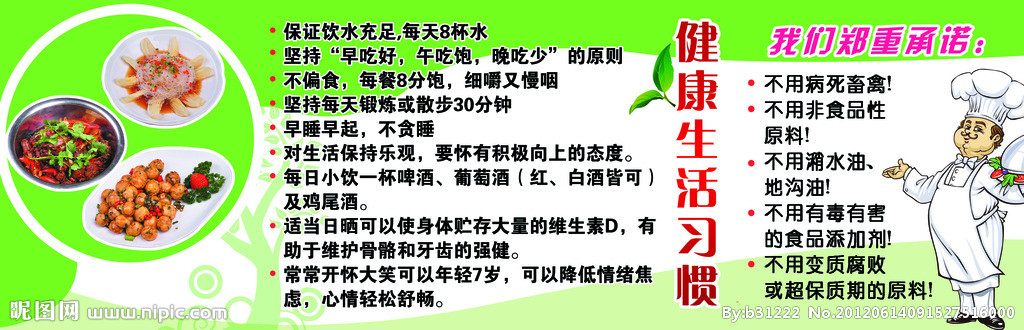 • 保证饮水充足,每天8杯水
• 坚持“早吃好，午吃饱，晚吃少”的原则
• 不偏食，每餐8分饱，细嚼又慢咽
• 坚持每天锻炼或散步30分钟
• 早睡早起，不贪睡
• 对生活保持乐观，要怀有积极向上的态度。
• 每日小饮一杯啤酒、葡萄酒（红、白酒皆可）
及鸡尾酒。
• 适当日晒可以使身体贮存大量的维生素D，有
助于维护骨骼和牙齿的强健。
• 常常开怀大笑可以年轻7岁，可以降低情绪焦
虑，心情轻松舒畅。
健康生活习惯
我们郑重承诺：
• 不用病死畜禽!
• 不用非食品性
原料!
• 不用潲水油、
地沟油!
• 不用有毒有害
的食品添加剂!
• 不用变质腐败
或超保质期的原料!
昵图网 www.nipic.com
By:b31222 No.20120614091527516000